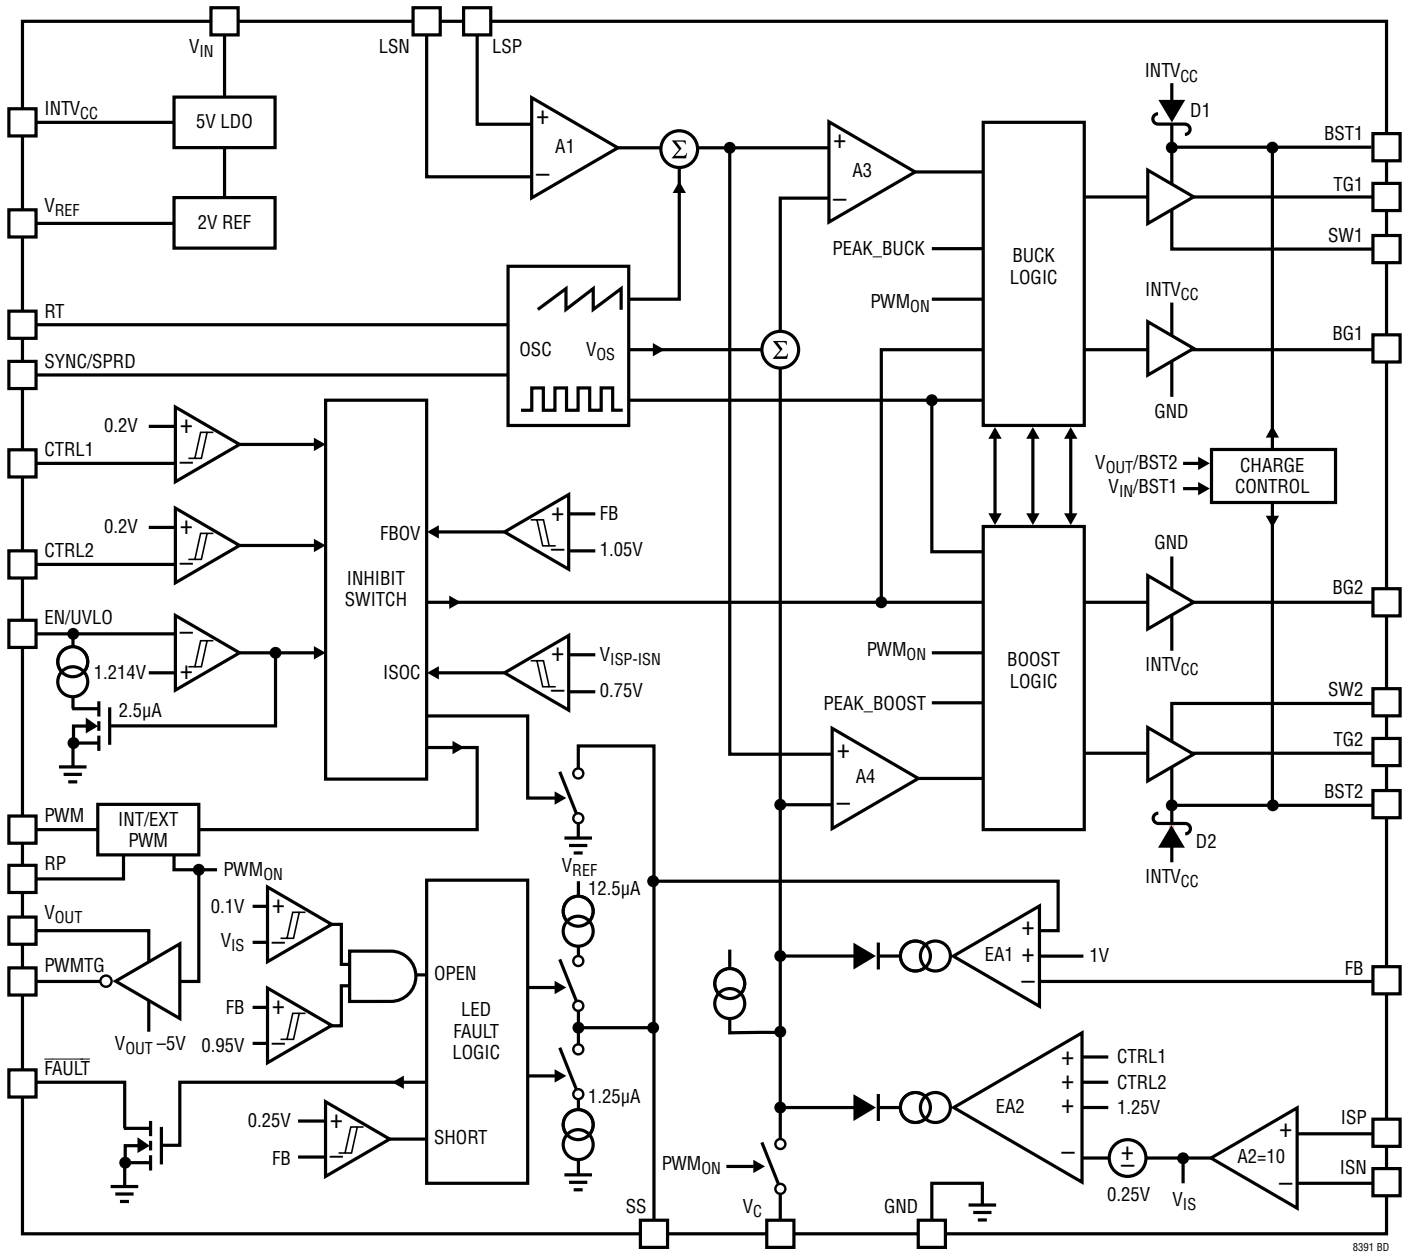 VIN
LSN
LSP
INTVCC
5V LDO
VREF
2V REF
+
A1
−
Σ
+
A3
−
INTVCC
D1
BST1
TG1
SW1
PEAK_BUCK
BUCK
LOGIC
PWMON
INTVCC
BG1
GND
RT
OSC
VOS
Σ
SYNC/SPRD
0.2V
+
CTRL1
−
0.2V
+
CTRL2
−
EN/UVLO
−
1.214V
+
2.5µA
FBOV
INHIBIT
SWITCH
ISOC
+
FB
−
1.05V
+
VISP-ISN
−
0.75V
VOUT/BST2
VIN/BST1
CHARGE
CONTROL
GND
BG2
INTVCC
PWMON
BOOST
LOGIC
PEAK_BOOST
+
A4
−
SW2
TG2
BST2
D2
INTVCC
PWM
INT/EXT
PWM
RP
PWMON
VOUT
PWMTG
VOUT –5V
FAULT
0.1V
+
VIS
−
FB
+
0.95V
−
OPEN
LED
FAULT
LOGIC
SHORT
0.25V
+
FB
−
VREF
12.5µA
1.25µA
+
EA1
+
1V
−
FB
+
CTRL1
+
CTRL2
EA2
+
1.25V
−
+
−
0.25V
VIS
A2=10
+
−
ISP
ISN
PWMON
SS
VC
GND
8391 BD